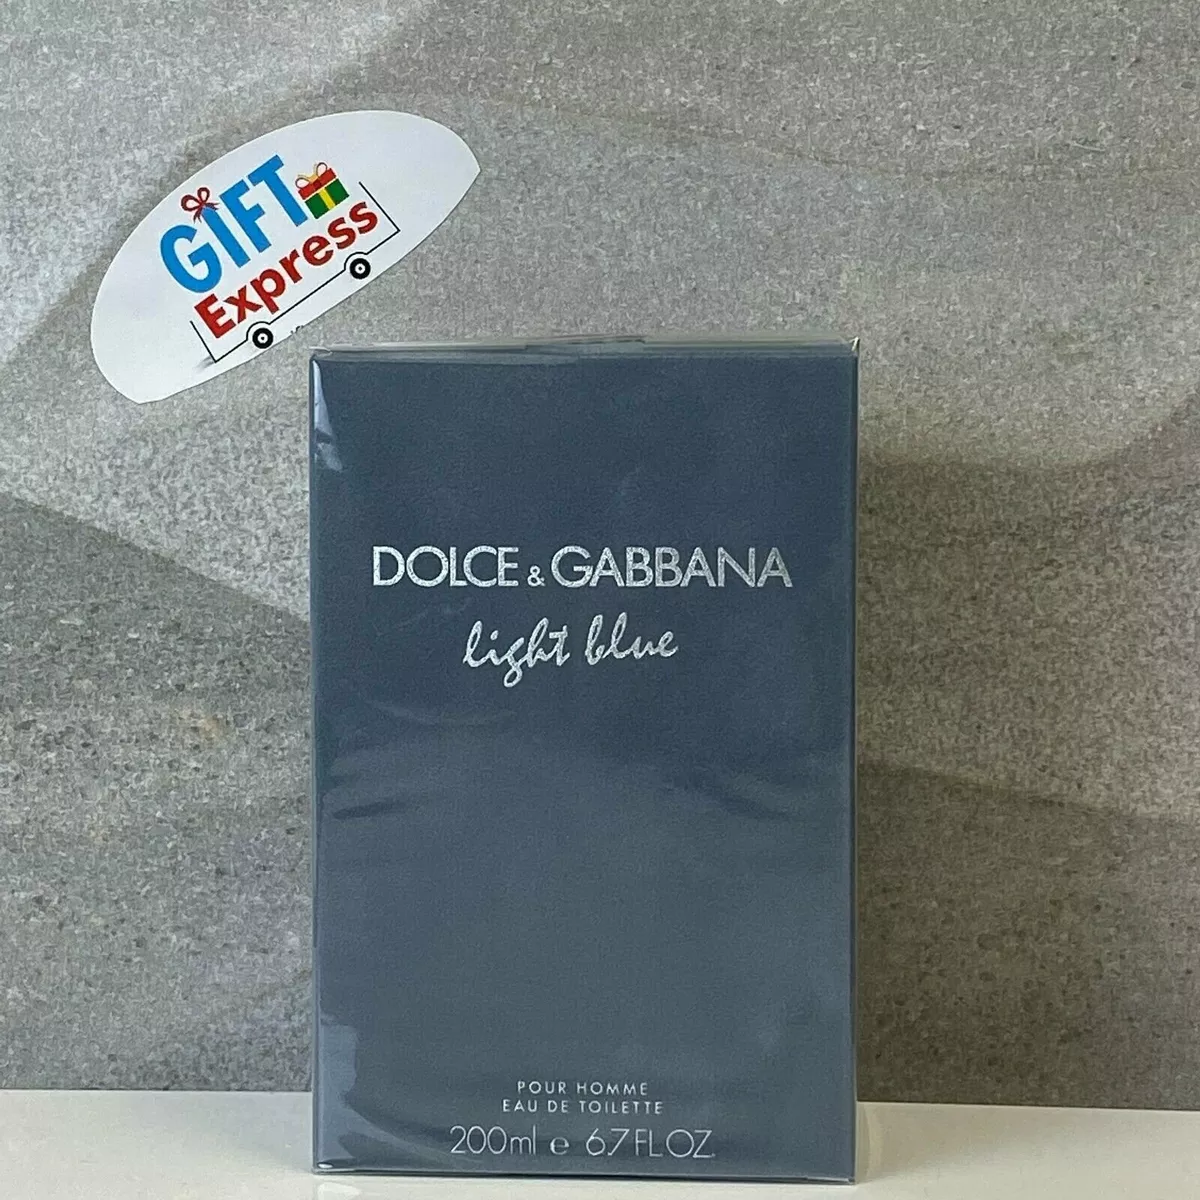 GIFT
Express
DOLCE & GABBANA
light blue
POUR HOMME
EAU DE TOILETTE
200ml e 6.7 FL OZ.